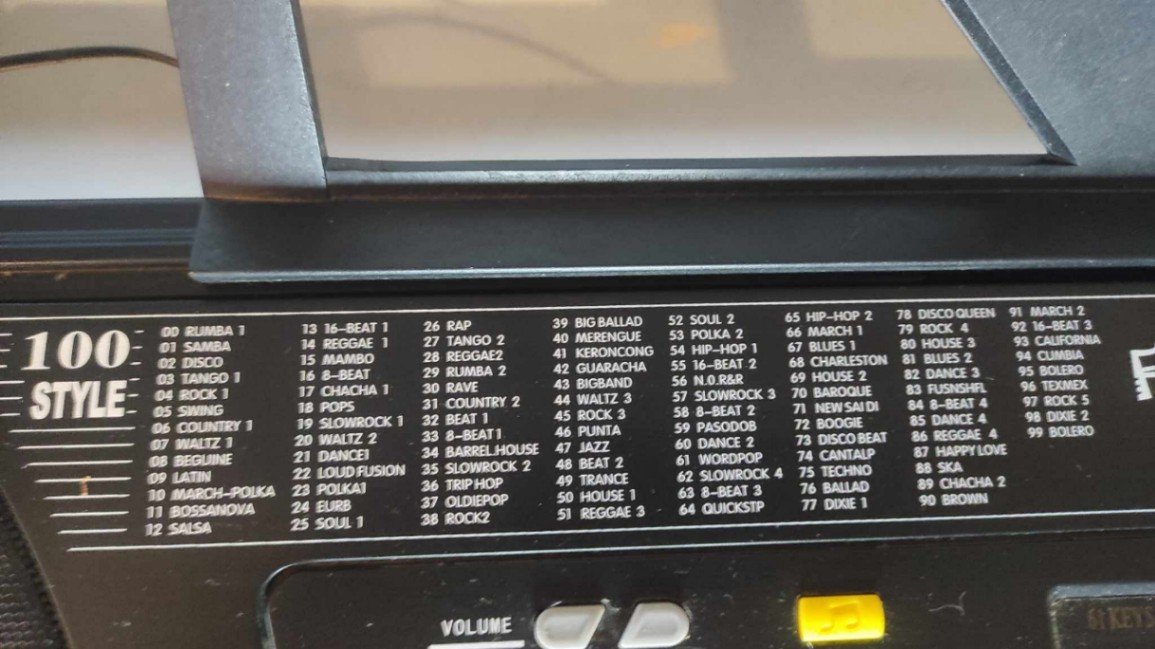 100
STYLE
00 RUMBA 1
01 SAMBA
02 DISCO
03 TANGO 1
04 ROCK 1
05 SWING
06 COUNTRY 1
07 WALTZ 1
08 BEGUINE
09 LATIN
10 MARCH-POLKA
11 BOSSANOVA
12 SALSA
13 16-BEAT 1
14 REGGAE 1
15 MAMBO
16 8-BEAT
17 CHACHA 1
18 POPS
19 SLOWROCK 1
20 WALTZ 2
21 DANCE1
22 LOUD FUSION
23 POLKA1
24 EURB
25 SOUL 1
26 RAP
27 TANGO 2
28 REGGAE2
29 RUMBA 2
30 RAVE
31 COUNTRY 2
32 BEAT 1
33 8-BEAT1
34 BARREL.HOUSE
35 SLOWROCK 2
36 TRIP HOP
37 OLDIEPOP
38 ROCK2
39 BIG BALLAD
40 MERENGUE
41 KERONCONG
42 GUARACHA
43 BIGBAND
44 WALTZ 3
45 ROCK 3
46 PUNTA
47 JAZZ
48 BEAT 2
49 TRANCE
50 HOUSE 1
51 REGGAE 3
52 SOUL 2
53 POLKA 2
54 HIP-HOP 1
55 16-BEAT 2
56 N.O.R&R
57 SLOWROCK 3
58 8-BEAT 2
59 PASODOB
60 DANCE 2
61 WORDPOP
62 SLOWROCK 4
63 8-BEAT 3
64 QUICKSTP
65 HIP-HOP 2
66 MARCH 1
67 BLUES 1
68 CHARLESTON
69 HOUSE 2
70 BAROQUE
71 NEW SAI DI
72 BOOGIE
73 DISCO BEAT
74 CANTALP
75 TECHNO
76 BALLAD
77 DIXIE 1
78 DISCO QUEEN
79 ROCK 4
80 HOUSE 3
81 BLUES 2
82 DANCE 3
83 FUSNSHFL
84 8-BEAT 4
85 DANCE 4
86 REGGAE 4
87 HAPPY LOVE
88 SKA
89 CHACHA 2
90 BROWN
91 MARCH 2
92 16-BEAT 3
93 CALIFORNIA
94 CUMBIA
95 BOLERO
96 TEXMEX
97 ROCK 5
98 DIXIE 2
99 BOLERO
VOLUME
61 KEYS